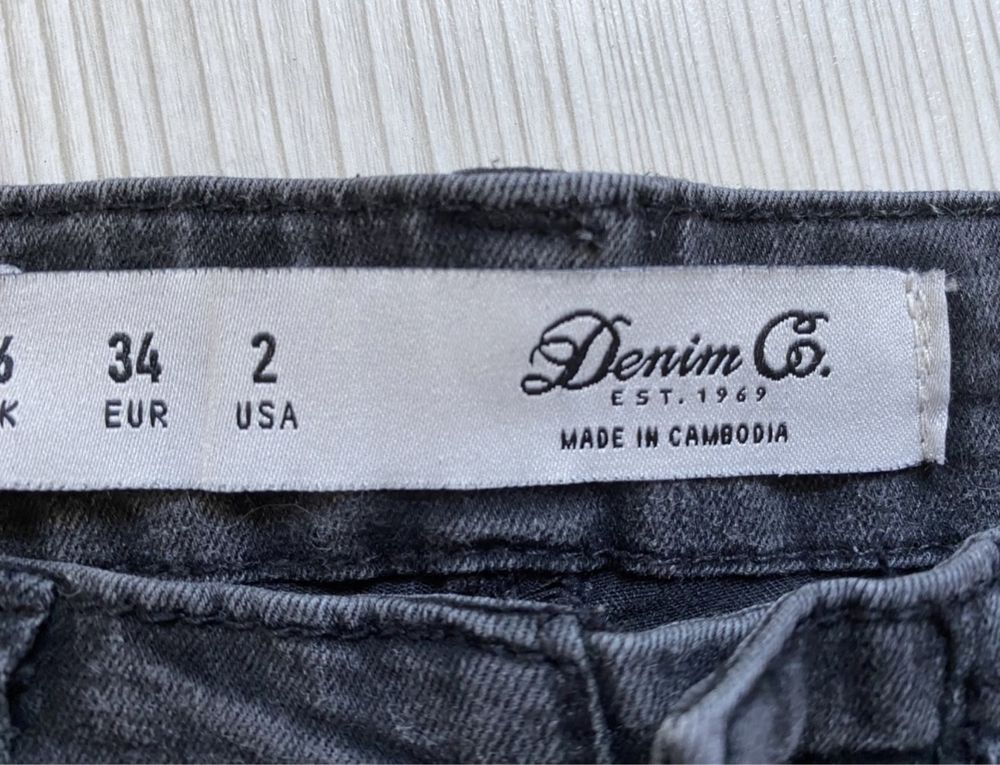 34
EUR
2
USA
Denim Co.
EST. 1969
MADE IN CAMBODIA